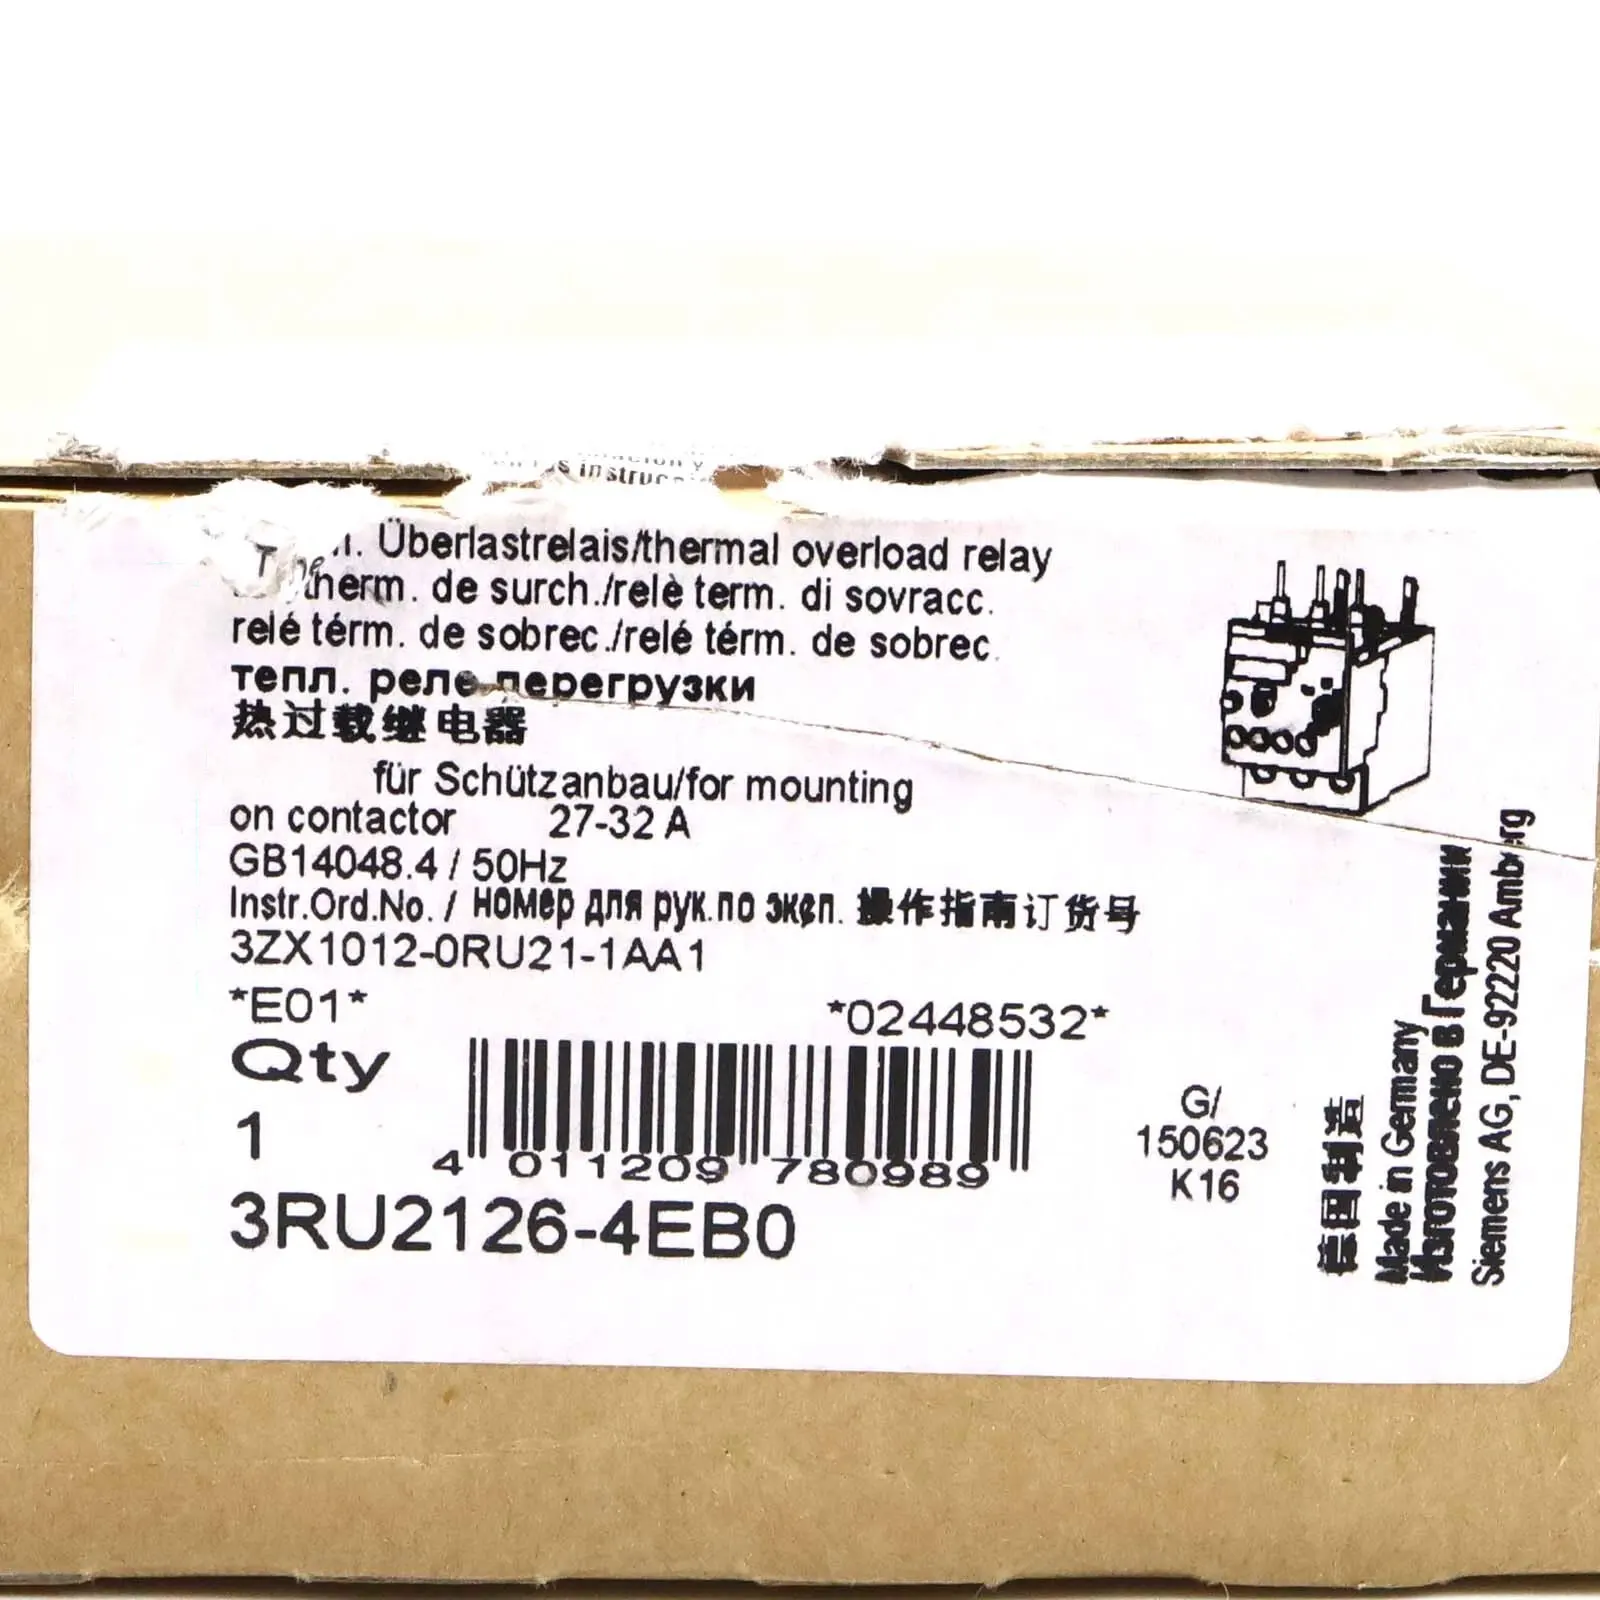 instruc
Überlastrelais/thermal overload relay
therm. de surch./relè term. di sovracc.
relé térm. de sobrec./relé térm. de sobrec.
тепл. реле перегрузки
热过载继电器
für Schützanbau/for mounting
on contactor 27-32 A
GB14048.4 / 50Hz
Instr.Ord.No. / номер для рук.по эксп. 操作指南订货号
3ZX1012-0RU21-1AA1
*E01*
*02448532*
Qty
1
4 011209 780989
3RU2126-4EB0
G/
150623
K16
德国制造
Made in Germany
Изготовлено в Германии
Siemens AG, DE-92220 Amberg